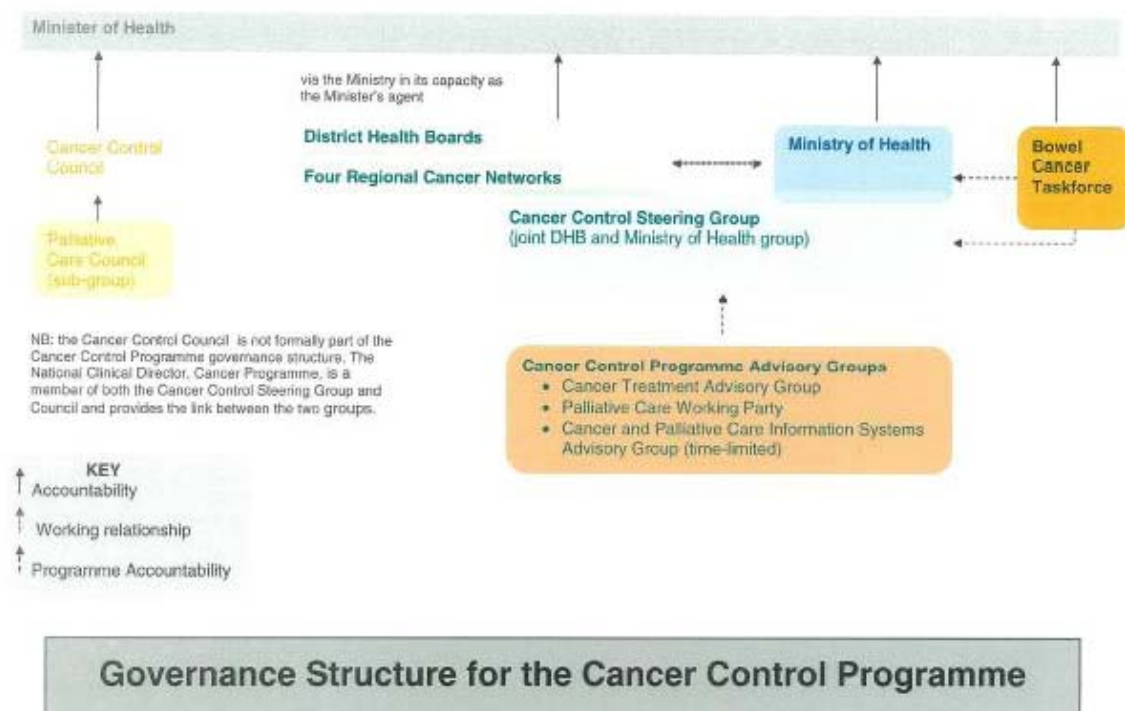 Minister of Health
via the Ministry in its capacity as
the Minister's agent
Cancer Control
Council
District Health Boards
Four Regional Cancer Networks
Ministry of Health
Bowel
Cancer
Taskforce
Palliative
Care Council
(sub-group)
Cancer Control Steering Group
(joint DHB and Ministry of Health group)
NB: the Cancer Control Council is not formally part of the
Cancer Control Programme governance structure. The
National Clinical Director, Cancer Programme, is a
member of both the Cancer Control Steering Group and
Council and provides the link between the two groups.
Cancer Control Programme Advisory Groups
• Cancer Treatment Advisory Group
• Palliative Care Working Party
• Cancer and Palliative Care Information Systems
Advisory Group (time-limited)
KEY
Accountability
Working relationship
Programme Accountability
Governance Structure for the Cancer Control Programme